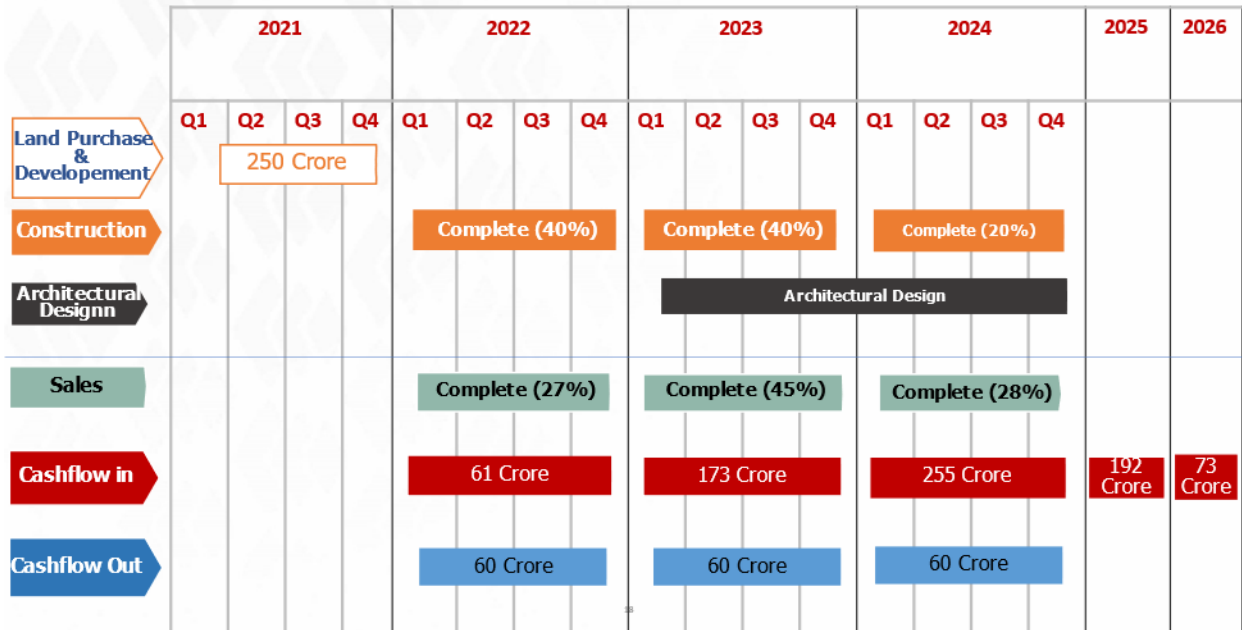 2021 2022 2023 2024 2025 2026
Q1 Q2 Q3 Q4 Q1 Q2 Q3 Q4 Q1 Q2 Q3 Q4 Q1 Q2 Q3 Q4
Land Purchase
&
Developement
250 Crore
Construction
Complete (40%)
Complete (40%)
Complete (20%)
Architectural
Designn
Architectural Design
Sales
Complete (27%)
Complete (45%)
Complete (28%)
Cashflow in
61 Crore
173 Crore
255 Crore
192
Crore
73
Crore
Cashflow Out
60 Crore
60 Crore
60 Crore